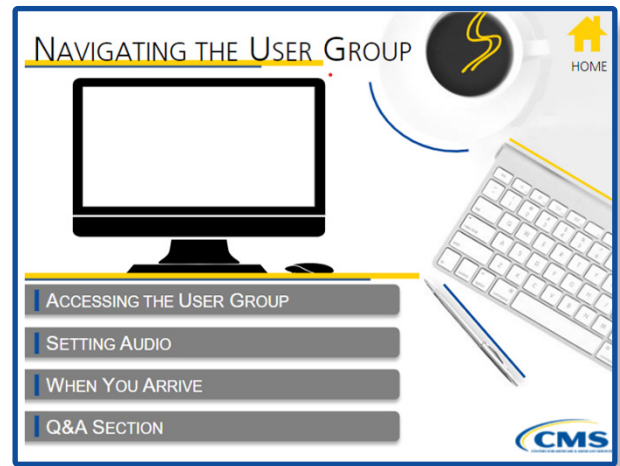 NAVIGATING THE USER GROUP
HOME
ACCESSING THE USER GROUP
SETTING AUDIO
WHEN YOU ARRIVE
Q&A SECTION
CMS